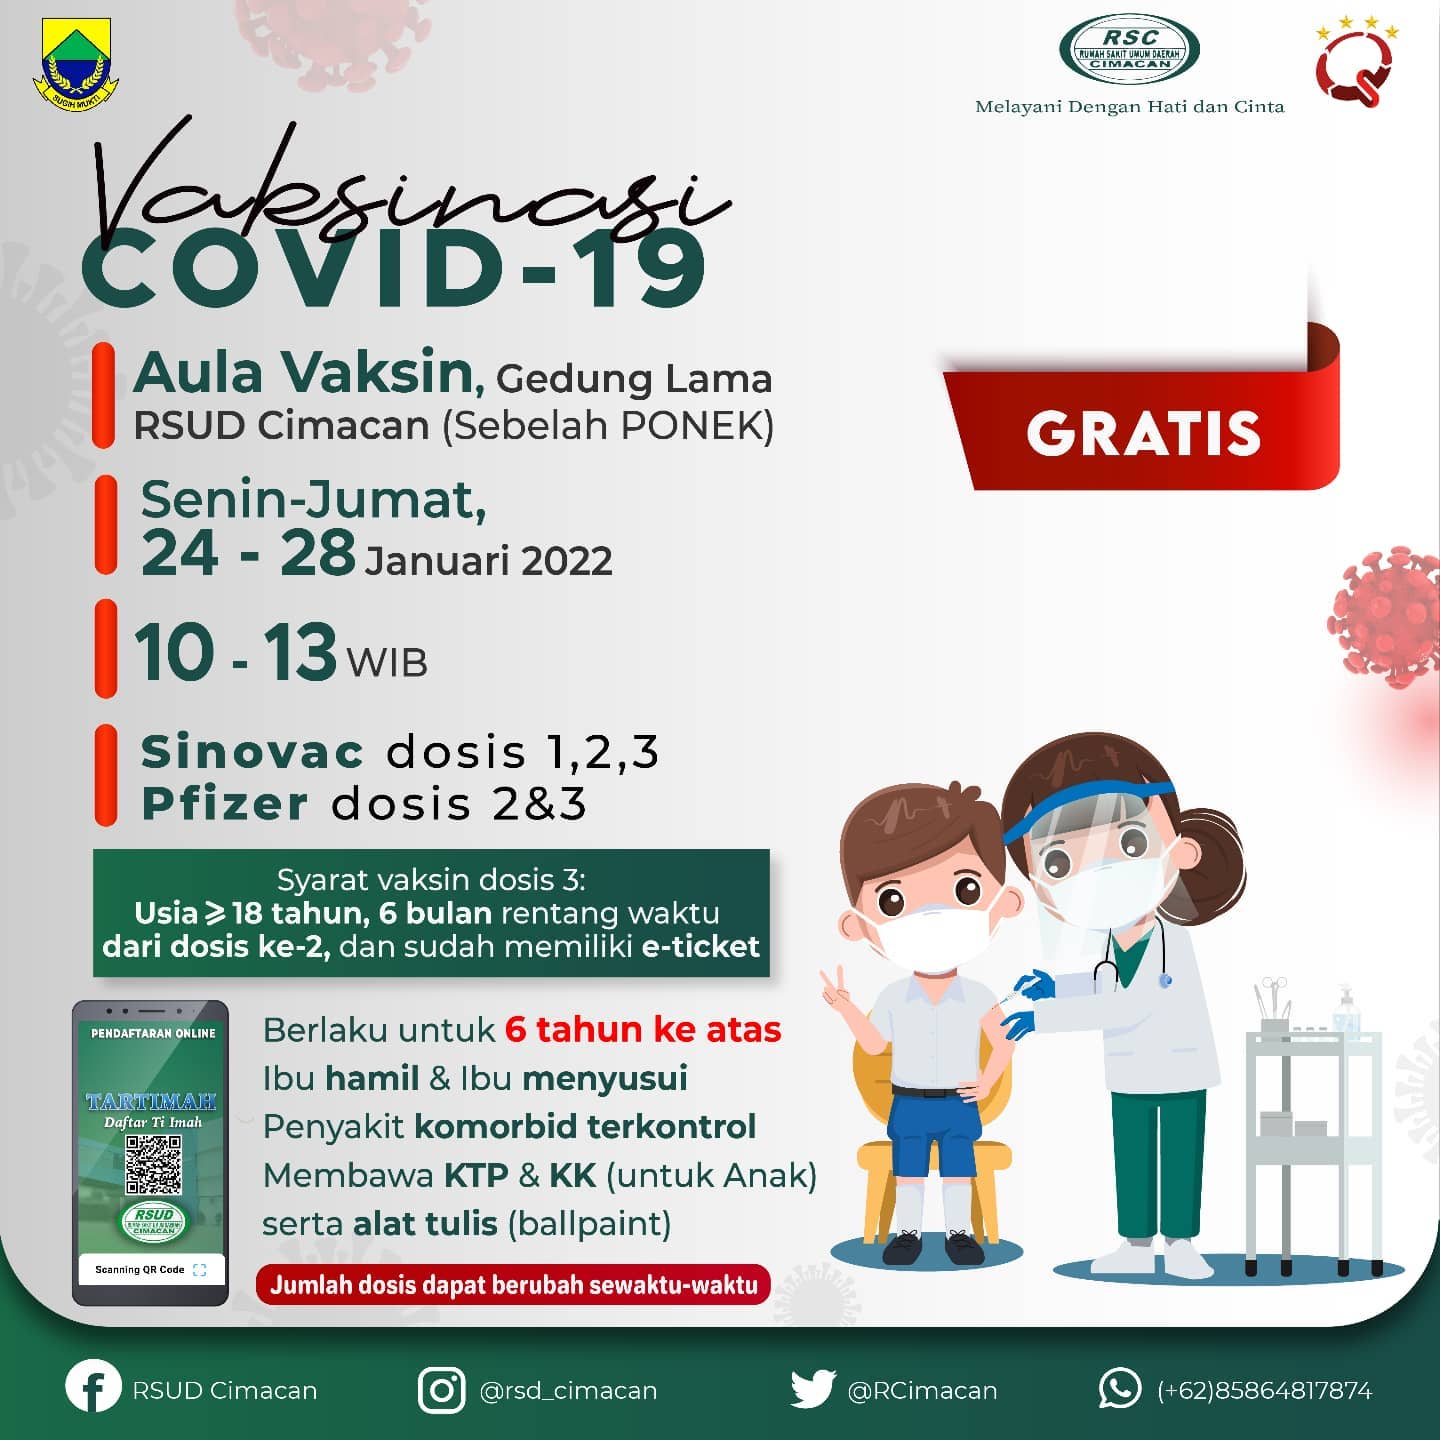 SUGIH MUKTI
RSC
RUMAH SAKIT UMUM DAERAH
CIMACAN
Melayani Dengan Hati dan Cinta
Vaksinasi
COVID-19
Aula Vaksin, Gedung Lama
RSUD Cimacan (Sebelah PONEK)
GRATIS
Senin-Jumat,
24 - 28 Januari 2022
10 - 13 WIB
Sinovac dosis 1,2,3
Pfizer dosis 2&3
Syarat vaksin dosis 3:
Usia ⩾ 18 tahun, 6 bulan rentang waktu
dari dosis ke-2, dan sudah memiliki e-ticket
PENDAFTARAN ONLINE
TARTIMAH
Daftar Ti Imah
RSUD
CIMACAN
Scanning QR Code
Berlaku untuk 6 tahun ke atas
Ibu hamil & Ibu menyusui
Penyakit komorbid terkontrol
Membawa KTP & KK (untuk Anak)
serta alat tulis (ballpaint)
Jumlah dosis dapat berubah sewaktu-waktu
RSUD Cimacan
@rsd_cimacan
@RCimacan
(+62)85864817874